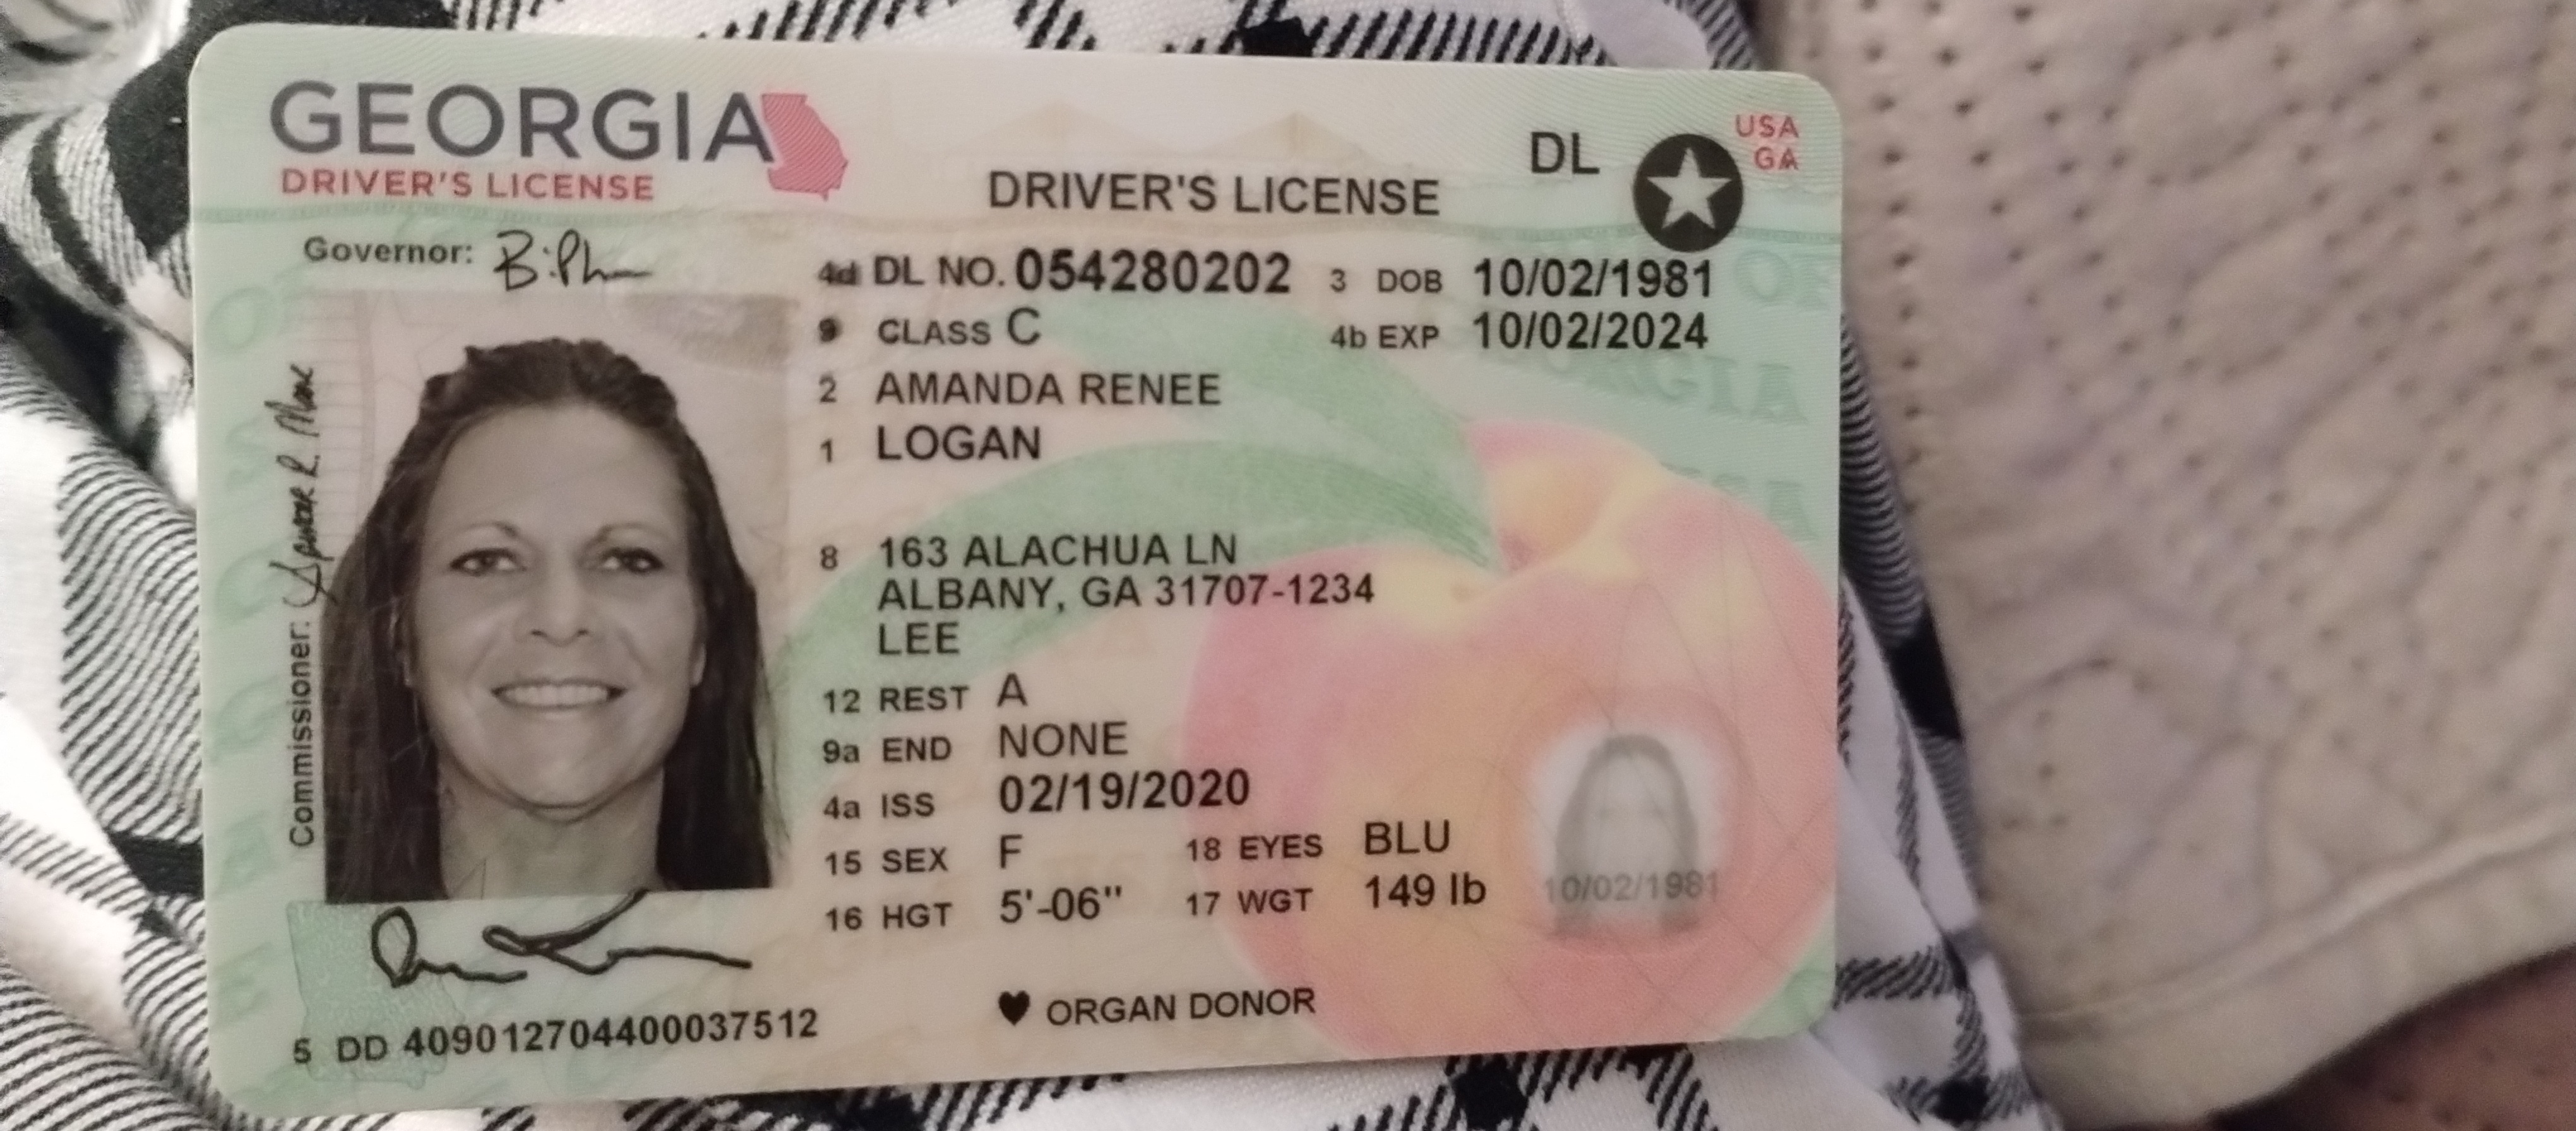 GEORGIA
DRIVER'S LICENSE
DRIVER'S LICENSE
DL
USA
GA
Governor:
4d DL NO. 054280202 3 DOB 10/02/1981
9 CLASS C 4b EXP 10/02/2024
2 AMANDA RENEE
1 LOGAN
8 163 ALACHUA LN
ALBANY, GA 31707-1234
LEE
12 REST A
9a END NONE
4a ISS 02/19/2020
15 SEX F 18 EYES BLU
16 HGT 5'-06" 17 WGT 149 lb
10/02/1981
ORGAN DONOR
Commissioner: Spencer R. Moore
5 DD 409012704400037512